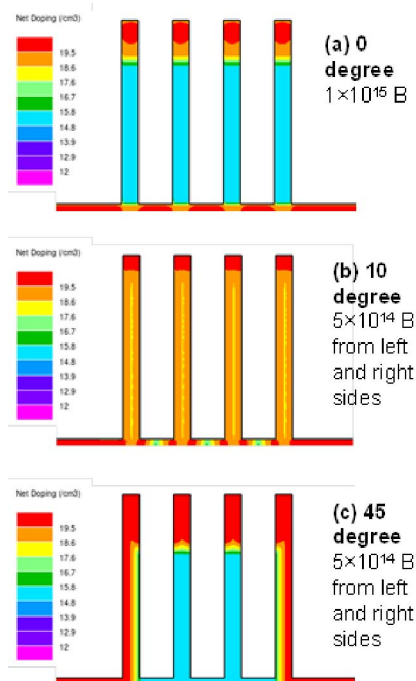 Net Doping (/cm3)
19.5
18.6
17.6
16.7
15.8
14.8
13.9
12.9
12
(a) 0
degree
1×10¹⁵ B
Net Doping (/cm3)
19.5
18.6
17.6
16.7
15.8
14.8
13.9
12.9
12
(b) 10
degree
5×10¹⁴ B
from left
and right
sides
Net Doping (/cm3)
19.5
18.6
17.6
16.7
15.8
14.8
13.9
12.9
12
(c) 45
degree
5×10¹⁴ B
from left
and right
sides